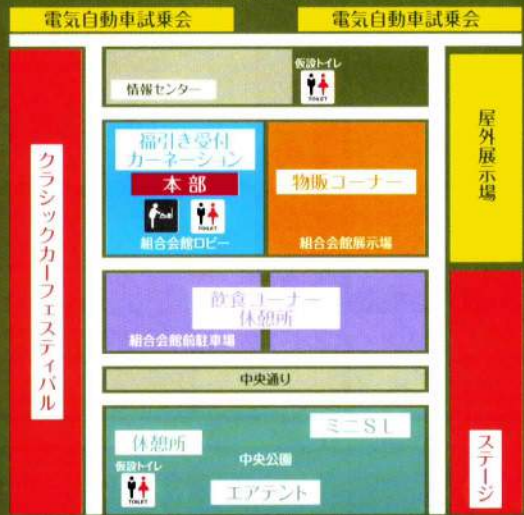 電気自動車試乗会
電気自動車試乗会
クラシックカーフェスティバル
情報センター
仮設トイレ
TOILET
屋外展示場
福引き受付
カーネーション
本部
TOILET
組合会館ロビー
物販コーナー
組合会館展示場
飲食コーナー
休憩所
組合会館前駐車場
中央通り
ステージ
ミニSL
休憩所
中央公園
仮設トイレ
TOILET
エアテント